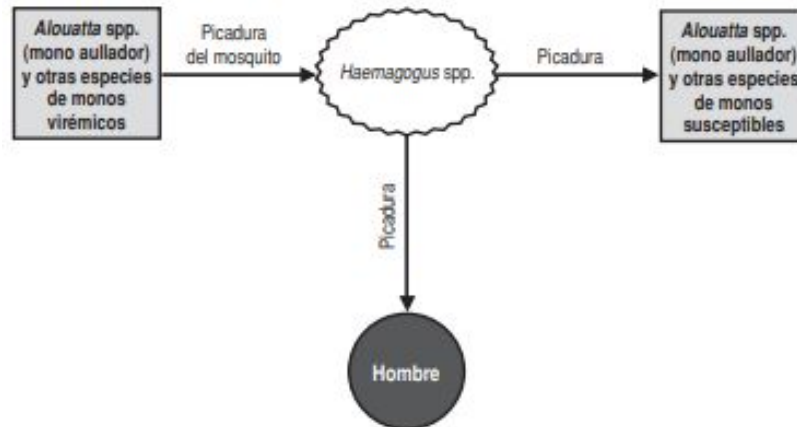 Alouatta spp.
(mono aullador)
y otras especies
de monos
virémicos
Picadura
del mosquito
Haemagogus spp.
Picadura
Alouatta spp.
(mono aullador)
y otras especies
de monos
susceptibles
Picadura
Hombre